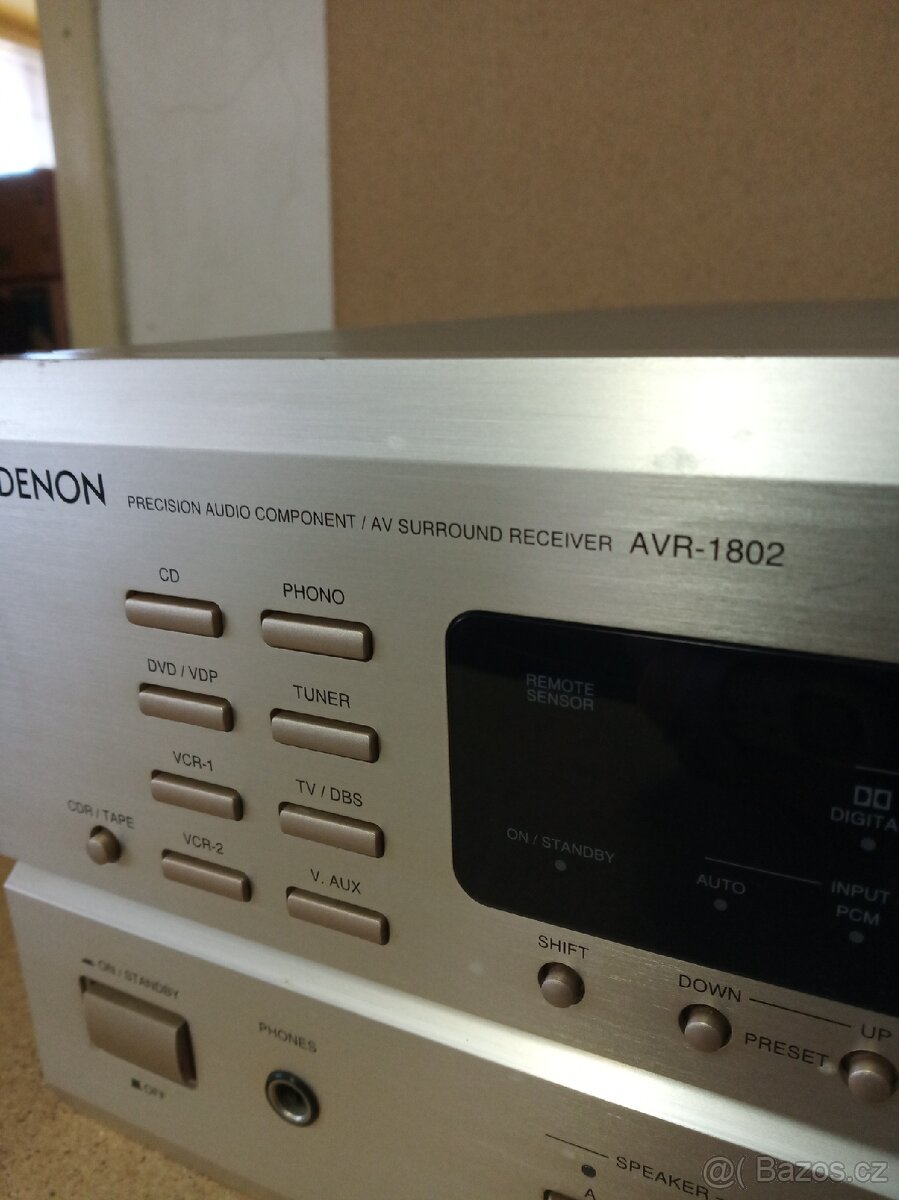 DENON
PRECISION AUDIO COMPONENT / AV SURROUND RECEIVER AVR-1802
CD
PHONO
DVD / VDP
TUNER
REMOTE
SENSOR
VCR-1
TV / DBS
CDR / TAPE
VCR-2
V. AUX
ON / STANDBY
AUTO
DIGITA
INPUT
PCM
SHIFT
DOWN
UP
PRESET
ON / STANDBY
OFF
PHONES
SPEAKER
A
@( Bazos.cz